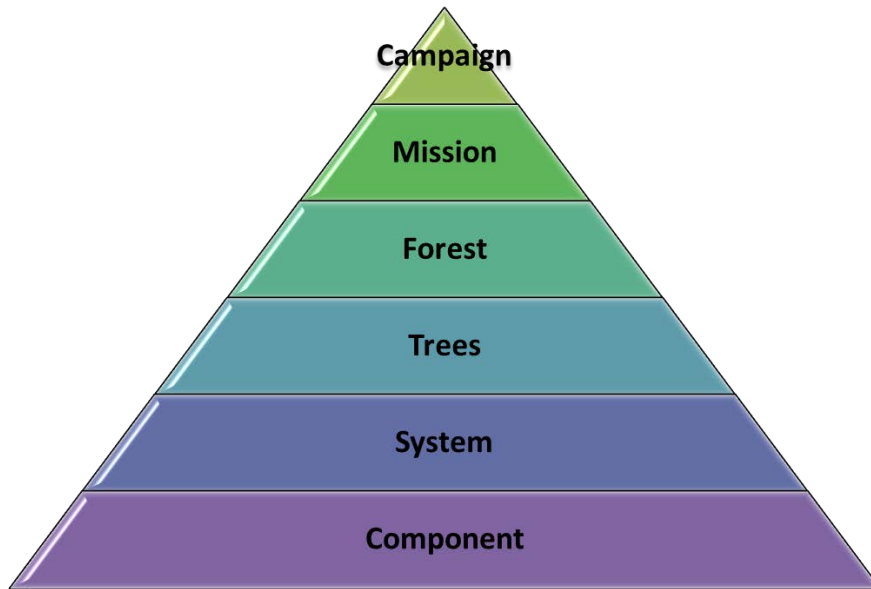 Campaign
Mission
Forest
Trees
System
Component